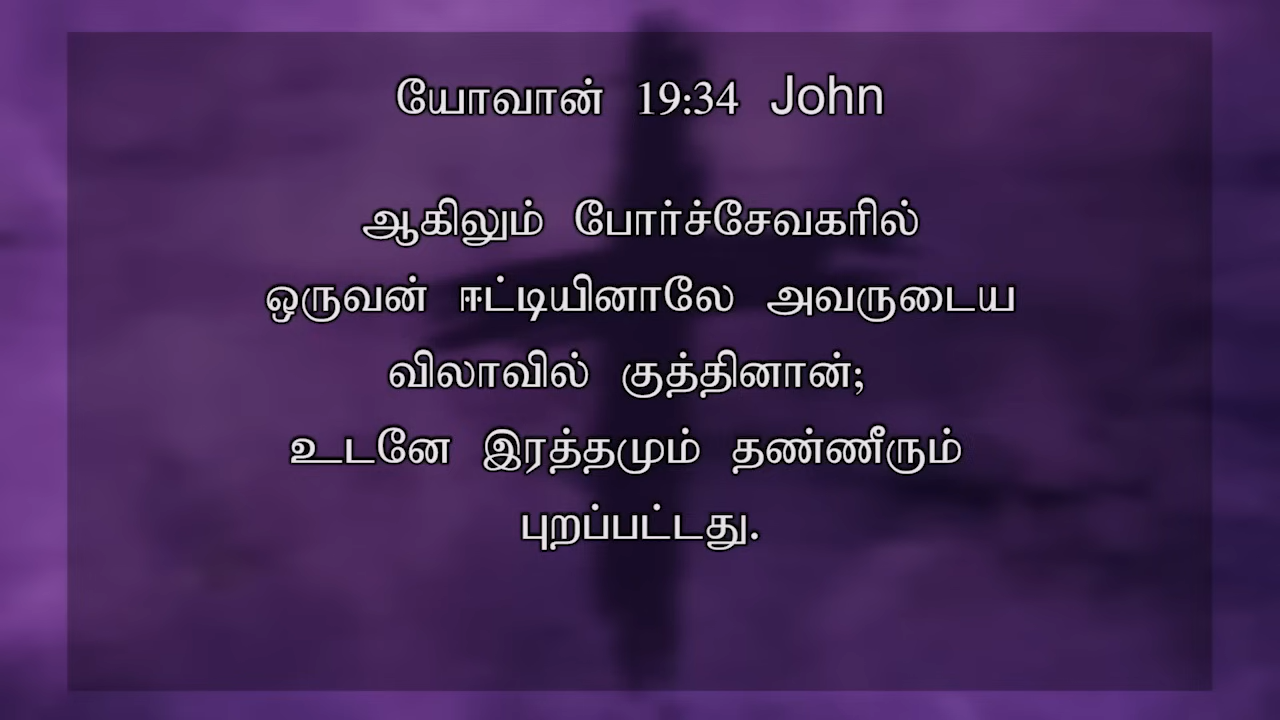 யோவான் 19:34 John
ஆகிலும் போர்ச்சேவகரில்
ஒருவன் ஈட்டியினாலே அவருடைய
விலாவில் குத்தினான்;
உடனே இரத்தமும் தண்ணீரும்
புறப்பட்டது.